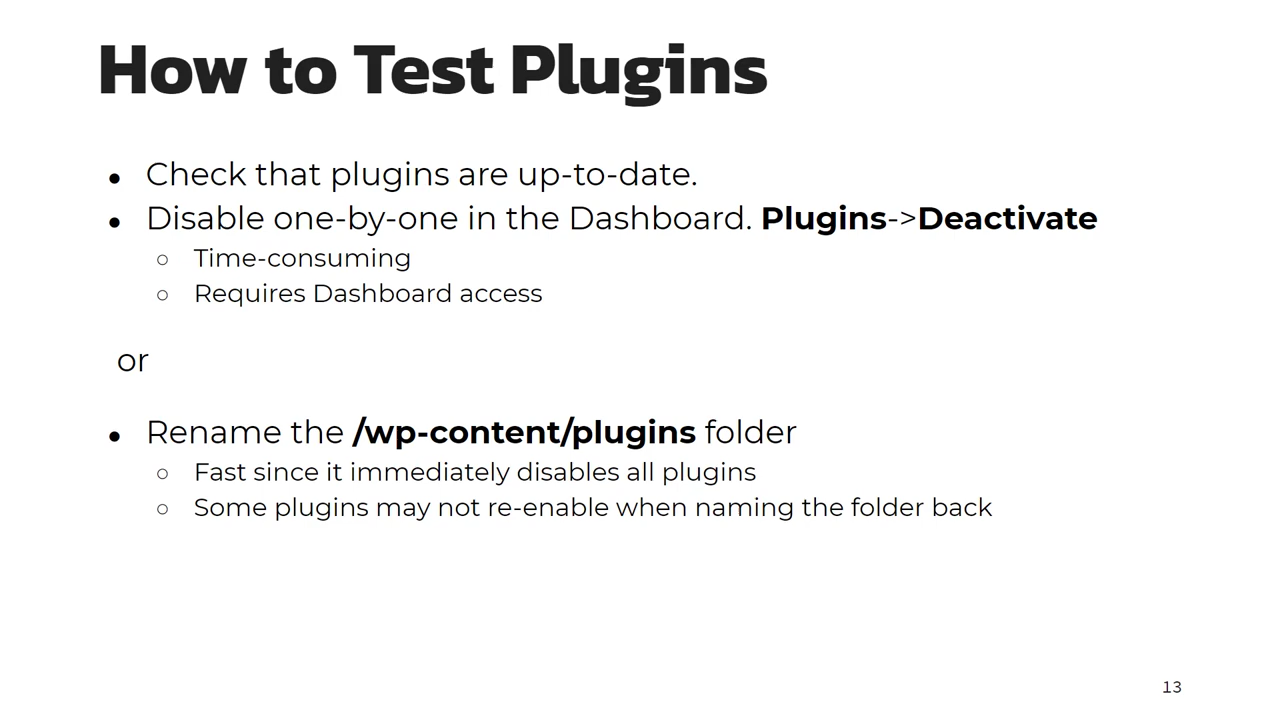 How to Test Plugins
● Check that plugins are up-to-date.
● Disable one-by-one in the Dashboard. Plugins->Deactivate
○ Time-consuming
○ Requires Dashboard access
or
● Rename the /wp-content/plugins folder
○ Fast since it immediately disables all plugins
○ Some plugins may not re-enable when naming the folder back
13